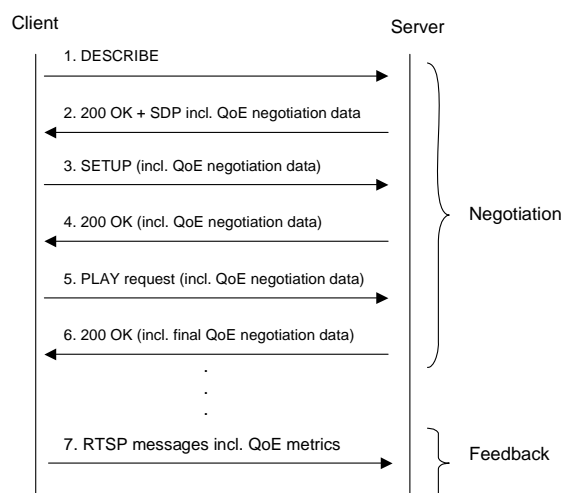 Client
Server
1. DESCRIBE
2. 200 OK + SDP incl. QoE negotiation data
3. SETUP (incl. QoE negotiation data)
4. 200 OK (incl. QoE negotiation data)
Negotiation
5. PLAY request (incl. QoE negotiation data)
6. 200 OK (incl. final QoE negotiation data)
.
.
.
7. RTSP messages incl. QoE metrics
Feedback